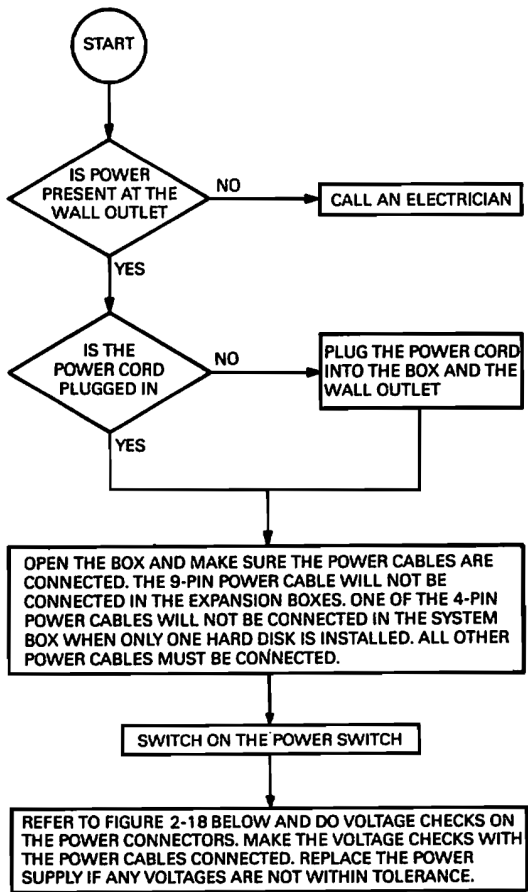 START
IS POWER
PRESENT AT THE
WALL OUTLET
NO
CALL AN ELECTRICIAN
YES
IS THE
POWER CORD
PLUGGED IN
NO
PLUG THE POWER CORD
INTO THE BOX AND THE
WALL OUTLET
YES
OPEN THE BOX AND MAKE SURE THE POWER CABLES ARE
CONNECTED. THE 9-PIN POWER CABLE WILL NOT BE
CONNECTED IN THE EXPANSION BOXES. ONE OF THE 4-PIN
POWER CABLES WILL NOT BE CONNECTED IN THE SYSTEM
BOX WHEN ONLY ONE HARD DISK IS INSTALLED. ALL OTHER
POWER CABLES MUST BE CONNECTED.
SWITCH ON THE POWER SWITCH
REFER TO FIGURE 2-18 BELOW AND DO VOLTAGE CHECKS ON
THE POWER CONNECTORS. MAKE THE VOLTAGE CHECKS WITH
THE POWER CABLES CONNECTED. REPLACE THE POWER
SUPPLY IF ANY VOLTAGES ARE NOT WITHIN TOLERANCE.